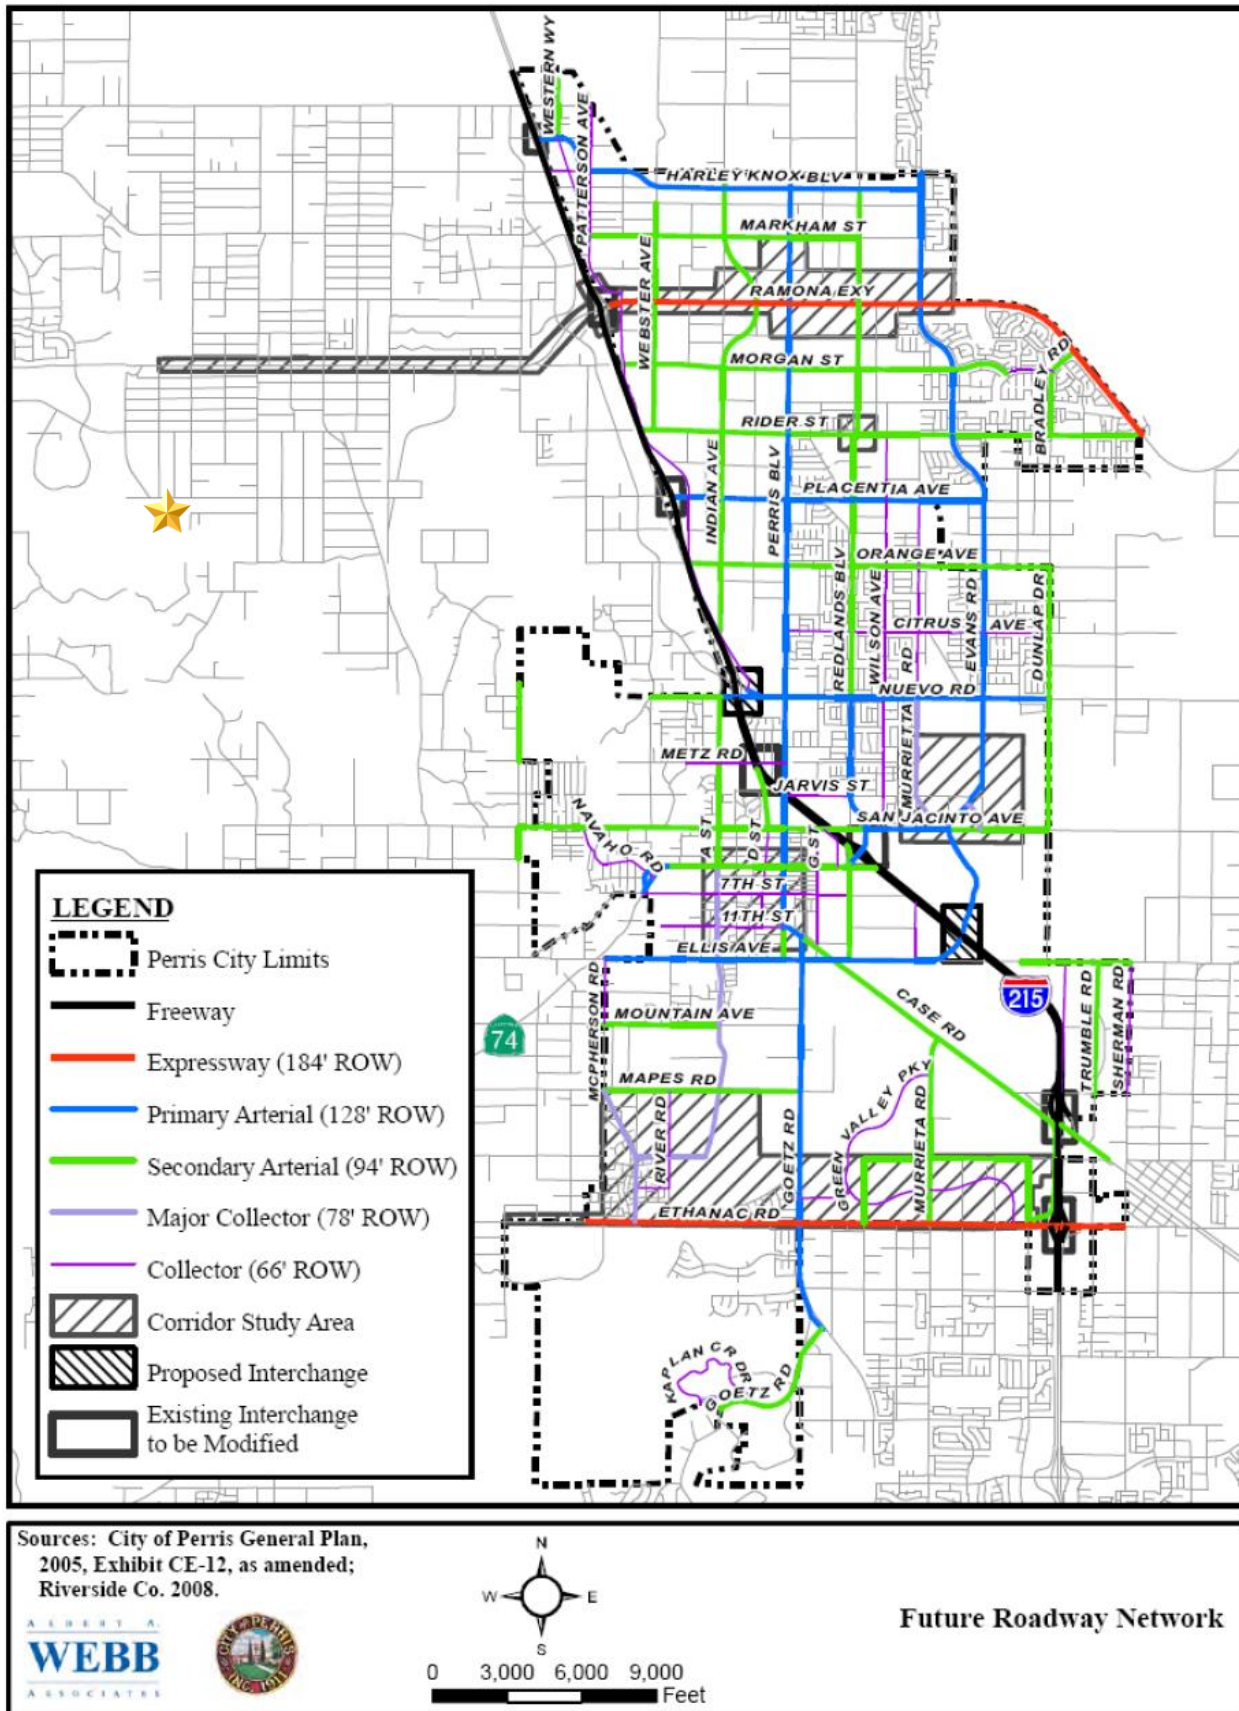 WESTERN WY
PATTERSON AVE
HARLEY KNOX BLV
MARKHAM ST
WEBSTER AVE
RAMONA EXY
MORGAN ST
BRADLEY RD
RIDER ST
INDIAN AVE
PERRIS BLV
PLACENTIA AVE
ORANGE AVE
REDLANDS BLV
WILSON AVE
CITRUS AVE
MURRIETTA RD
EVANS RD
DUNLAP DR
NUEVO RD
METZ RD
JARVIS ST
SAN JACINTO AVE
NAVAHO RD
A ST
D ST
G ST
7TH ST
11TH ST
ELLIS AVE
MCPHERSON RD
MOUNTAIN AVE
CASE RD
215
TRUMBLE RD
SHERMAN RD
74
MAPES RD
RIVER RD
GOETZ RD
GREEN VALLEY PKY
MURRIETA RD
ETHANAC RD
KAPLAN CR DR
GOETZ RD
LEGEND
Perris City Limits
Freeway
Expressway (184' ROW)
Primary Arterial (128' ROW)
Secondary Arterial (94' ROW)
Major Collector (78' ROW)
Collector (66' ROW)
Corridor Study Area
Proposed Interchange
Existing Interchange
to be Modified
Sources: City of Perris General Plan,
2005, Exhibit CE-12, as amended;
Riverside Co. 2008.
ALBERT A.
WEBB
ASSOCIATES
CITY OF PERRIS
INC. 1911
N
W E
S
0 3,000 6,000 9,000
Feet
Future Roadway Network